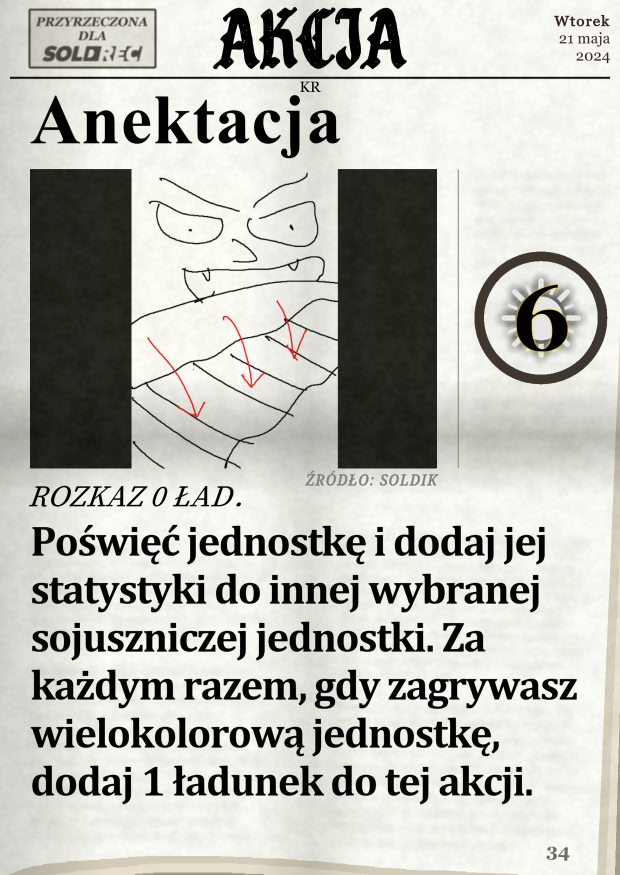 PRZYRZECZONA
DLA
SOLDREC
AKCJA
Wtorek
21 maja
2024
KR
Anektacja
6
ŹRÓDŁO: SOLDIK
ROZKAZ 0 ŁAD.
Poświęć jednostkę i dodaj jej
statystyki do innej wybranej
sojuszniczej jednostki. Za
każdym razem, gdy zagrywasz
wielokolorową jednostkę,
dodaj 1 ładunek do tej akcji.
34